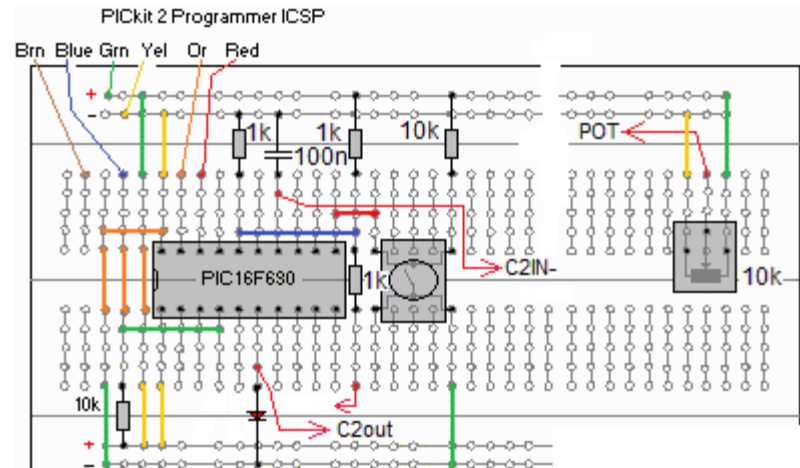 PICkit 2 Programmer ICSP
Brn Blue Grn Yel Or Red
+
−
1k 1k 10k POT
100n
C2IN-
PIC16F630 1k 10k
10k
C2out
+
−